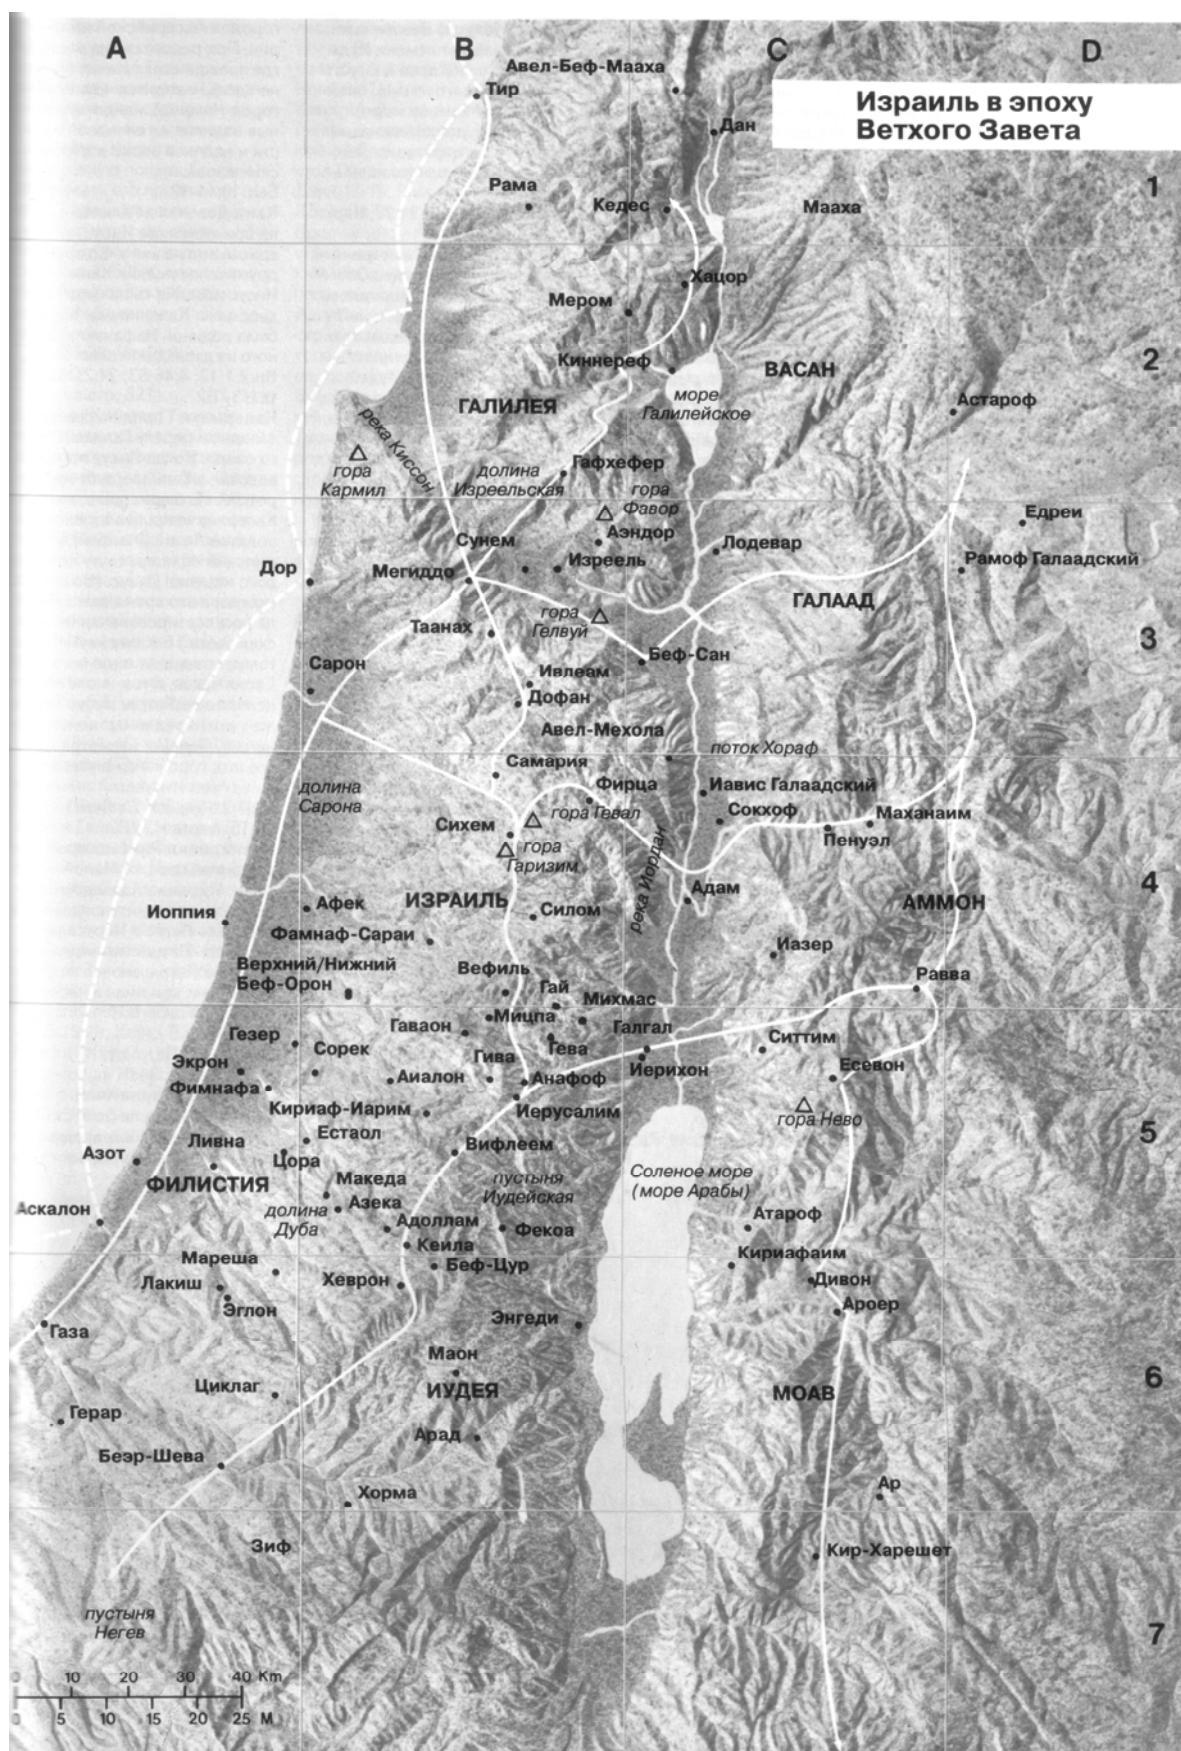 A
B
C
D
Израиль в эпоху
Ветхого Завета
Авел-Беф-Мааха
Тир
Дан
1
Рама
Кедес
Мааха
Хацор
Мером
Киннереф
ВАСАН
2
море
Галилейское
ГАЛИЛЕЯ
Астароф
река Киссон
гора
Кармил
долина
Изреельская
Гафхефер
гора
Фавор
Едреи
Аэндор
Сунем
Лодевар
Изреель
Рамоф Галаадский
Дор
Мегиддо
ГАЛААД
гора
Гелвуй
Таанах
3
Беф-Сан
Сарон
Ивлеам
Дофан
Авел-Мехола
поток Хораф
Самария
долина
Сарона
Фирца
Иавис Галаадский
Сокхоф
Маханаим
гора Гевал
Сихем
Пенуэл
гора
Гаризим
река Иордан
4
Адам
ИЗРАИЛЬ
АММОН
Иоппия
Афек
Силом
Фамнаф-Сараи
Иазер
Верхний/Нижний
Беф-Орон
Вефиль
Равва
Гай
Михмас
Мицпа
Гаваон
Галгал
Гезер
Сорек
Гева
Ситтим
Экрон
Гива
Иерихон
Есевон
Фимнафа
Аиалон
Анафоф
Кириаф-Иарим
Иерусалим
гора Нево
5
Естаол
Ливна
Вифлеем
Азот
Цора
ФИЛИСТИЯ
Македа
пустыня
Иудейская
Соленое море
(море Арабы)
Азека
долина
Дуба
Аскалон
Адоллам
Фекоа
Атароф
Кеила
Кириафаим
Мареша
Беф-Цур
Лакиш
Хеврон
Дивон
Эглон
Ароер
Энгеди
Газа
Маон
6
Циклаг
ИУДЕЯ
МОАВ
Герар
Арад
Беэр-Шева
Ар
Хорма
Зиф
Кир-Харешет
пустыня
Негев
7
0 10 20 30 40 Km
0 5 10 15 20 25 M